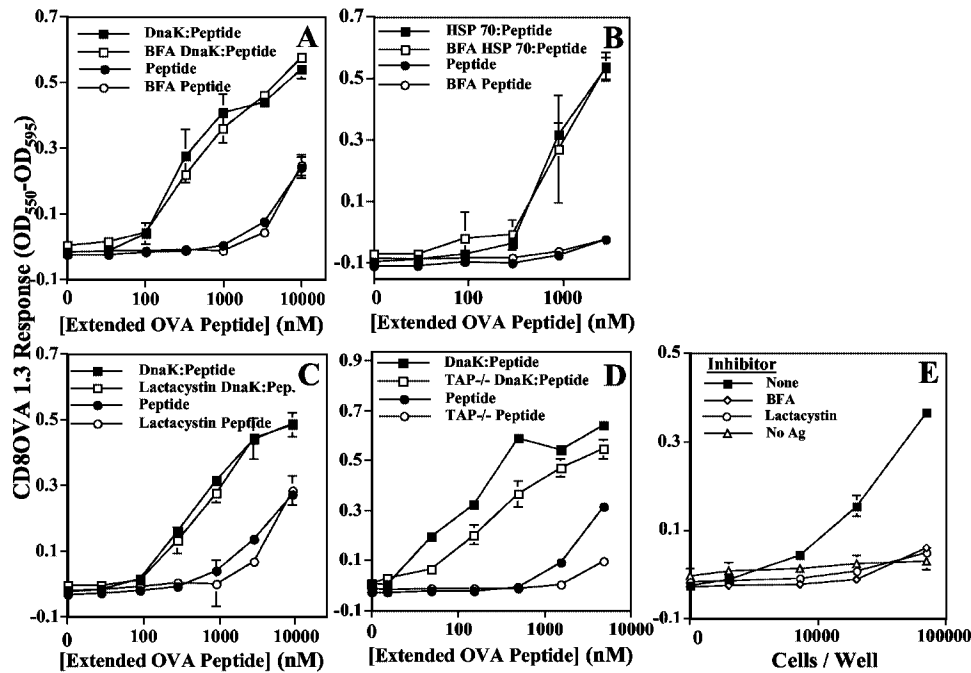 CD8OVA 1.3 Response (OD550-OD595)
A
DnaK:Peptide
BFA DnaK:Peptide
Peptide
BFA Peptide
0.7
0.5
0.3
0.1
-0.1
0 100 1000 10000
[Extended OVA Peptide] (nM)
B
HSP 70:Peptide
BFA HSP 70:Peptide
Peptide
BFA Peptide
0.7
0.5
0.3
0.1
-0.1
0 100 1000
[Extended OVA Peptide] (nM)
C
DnaK:Peptide
Lactacystin DnaK:Pep.
Peptide
Lactacystin Peptide
0.7
0.5
0.3
0.1
-0.1
0 100 1000 10000
[Extended OVA Peptide] (nM)
D
DnaK:Peptide
TAP-/- DnaK:Peptide
Peptide
TAP-/- Peptide
0.9
0.7
0.5
0.3
0.1
-0.1
0 100 1000 10000
[Extended OVA Peptide] (nM)
E
Inhibitor
None
BFA
Lactacystin
No Ag
0.5
0.3
0.1
-0.1
0 10000 100000
Cells / Well